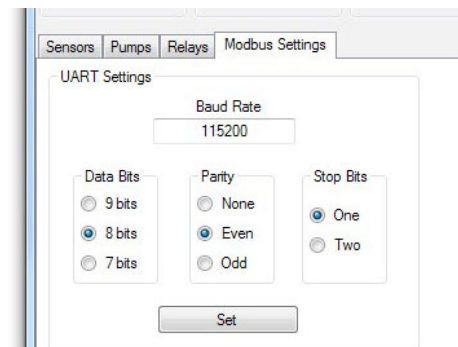 Sensors Pumps Relays Modbus Settings
UART Settings
Baud Rate
115200
Data Bits Parity Stop Bits
9 bits None One
8 bits Even Two
7 bits Odd
Set